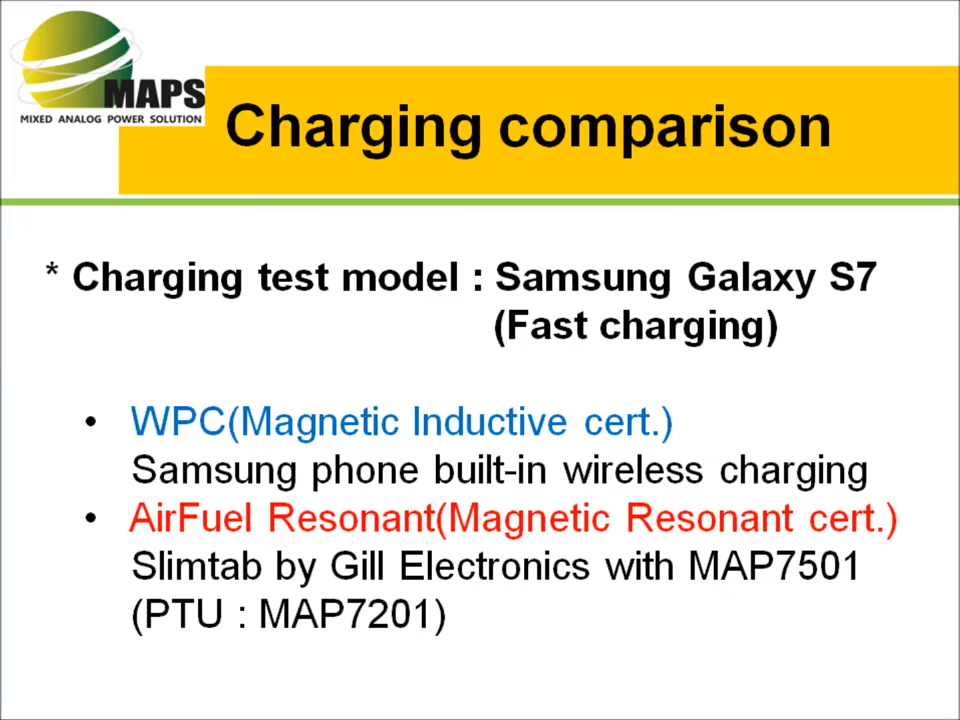 MAPS
MIXED ANALOG POWER SOLUTION
Charging comparison
* Charging test model : Samsung Galaxy S7
(Fast charging)
• WPC(Magnetic Inductive cert.)
Samsung phone built-in wireless charging
• AirFuel Resonant(Magnetic Resonant cert.)
Slimtab by Gill Electronics with MAP7501
(PTU : MAP7201)